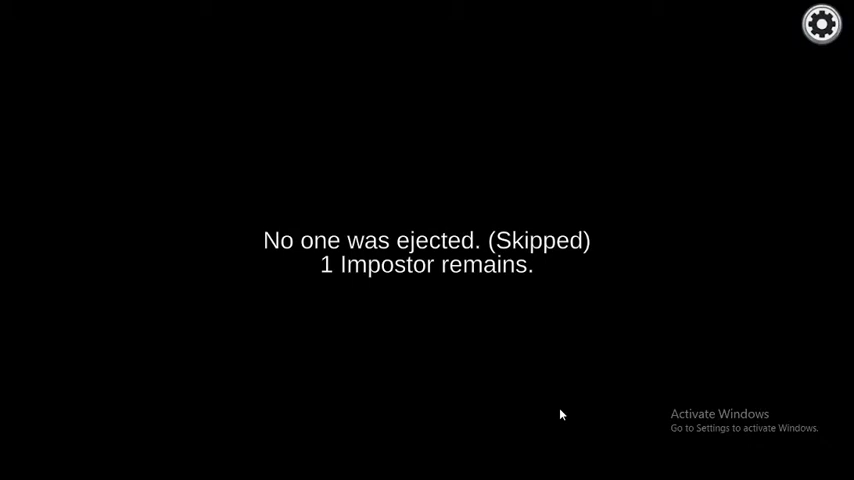 No one was ejected. (Skipped)
1 Impostor remains.
Activate Windows
Go to Settings to activate Windows.